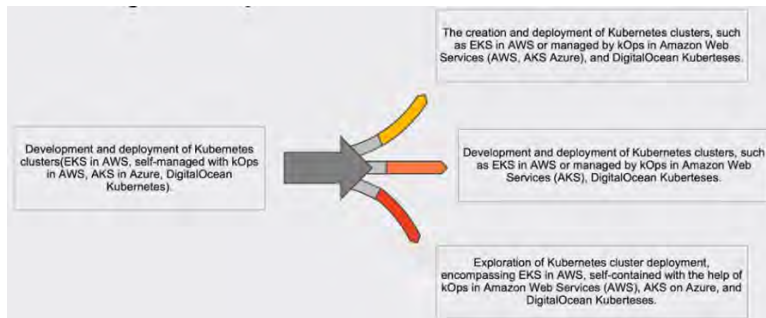 Development and deployment of Kubernetes
clusters(EKS in AWS, self-managed with kOps
in AWS, AKS in Azure, DigitalOcean
Kubernetes).
The creation and deployment of Kubernetes clusters, such
as EKS in AWS or managed by kOps in Amazon Web
Services (AWS, AKS Azure), and DigitalOcean Kuberteses.
Development and deployment of Kubernetes clusters, such
as EKS in AWS or managed by kOps in Amazon Web
Services (AKS), DigitalOcean Kuberteses.
Exploration of Kubernetes cluster deployment,
encompassing EKS in AWS, self-contained with the help of
kOps in Amazon Web Services (AWS), AKS on Azure, and
DigitalOcean Kuberteses.